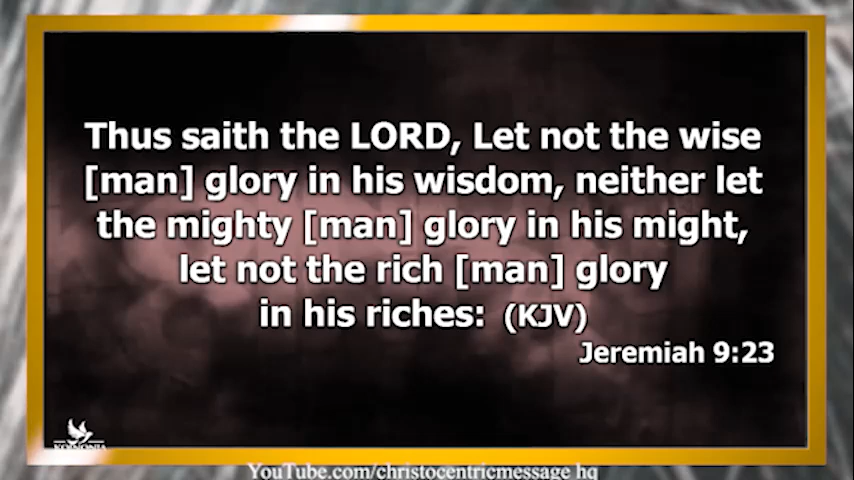 Thus saith the LORD, Let not the wise
[man] glory in his wisdom, neither let
the mighty [man] glory in his might,
let not the rich [man] glory
in his riches: (KJV)
Jeremiah 9:23
KOINONIA
YouTube.com/christocentricmessage hq